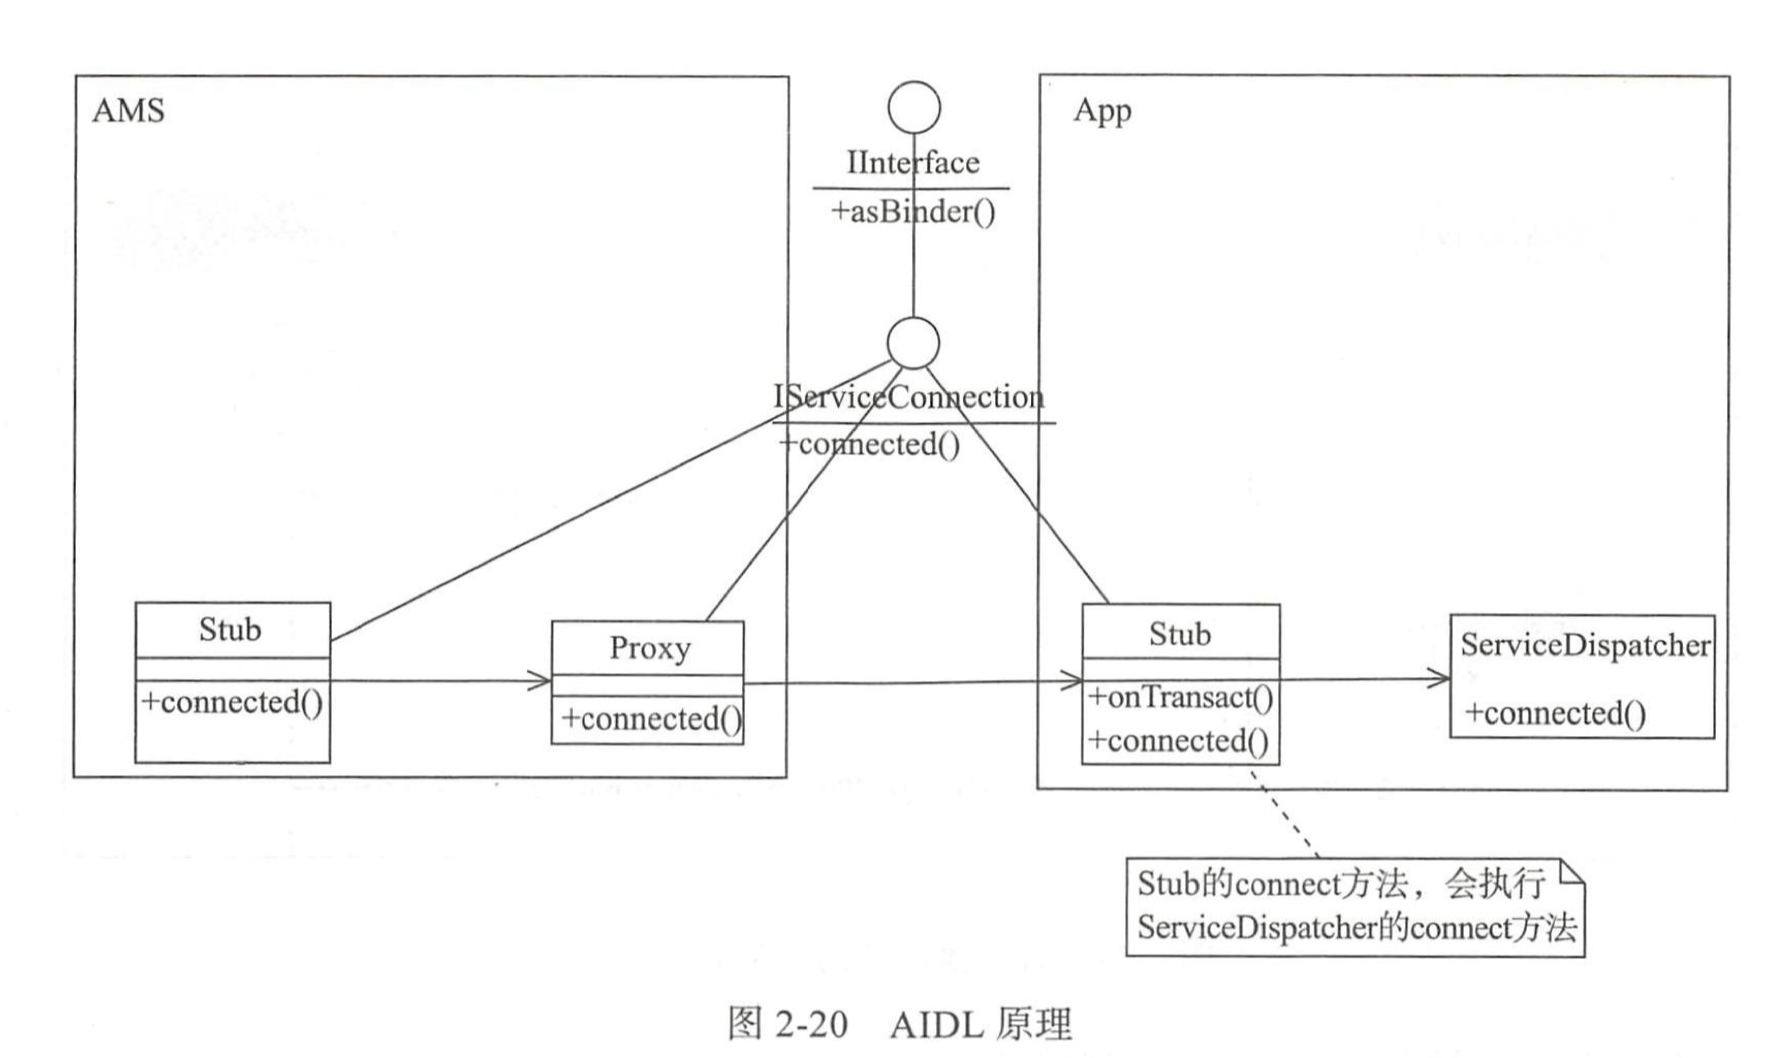 AMS
App
IInterface
+asBinder()
IServiceConnection
+connected()
Stub
+connected()
Proxy
+connected()
Stub
+onTransact()
+connected()
ServiceDispatcher
+connected()
Stub的connect方法，会执行
ServiceDispatcher的connect方法
图 2-20 AIDL 原理